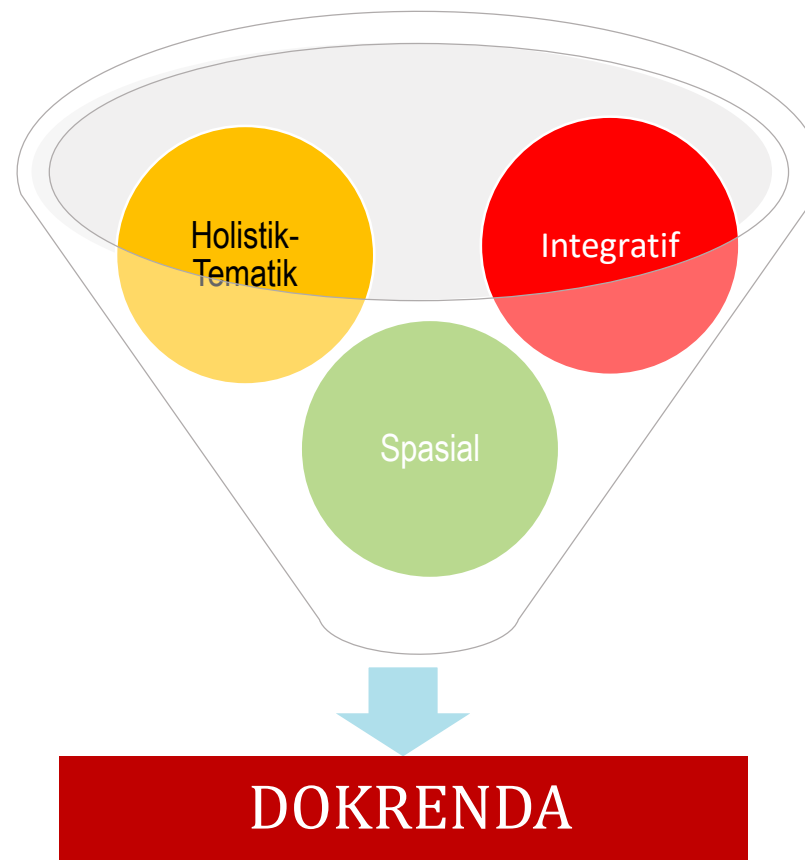 Holistik-
Tematik
Integratif
Spasial
DOKRENDA